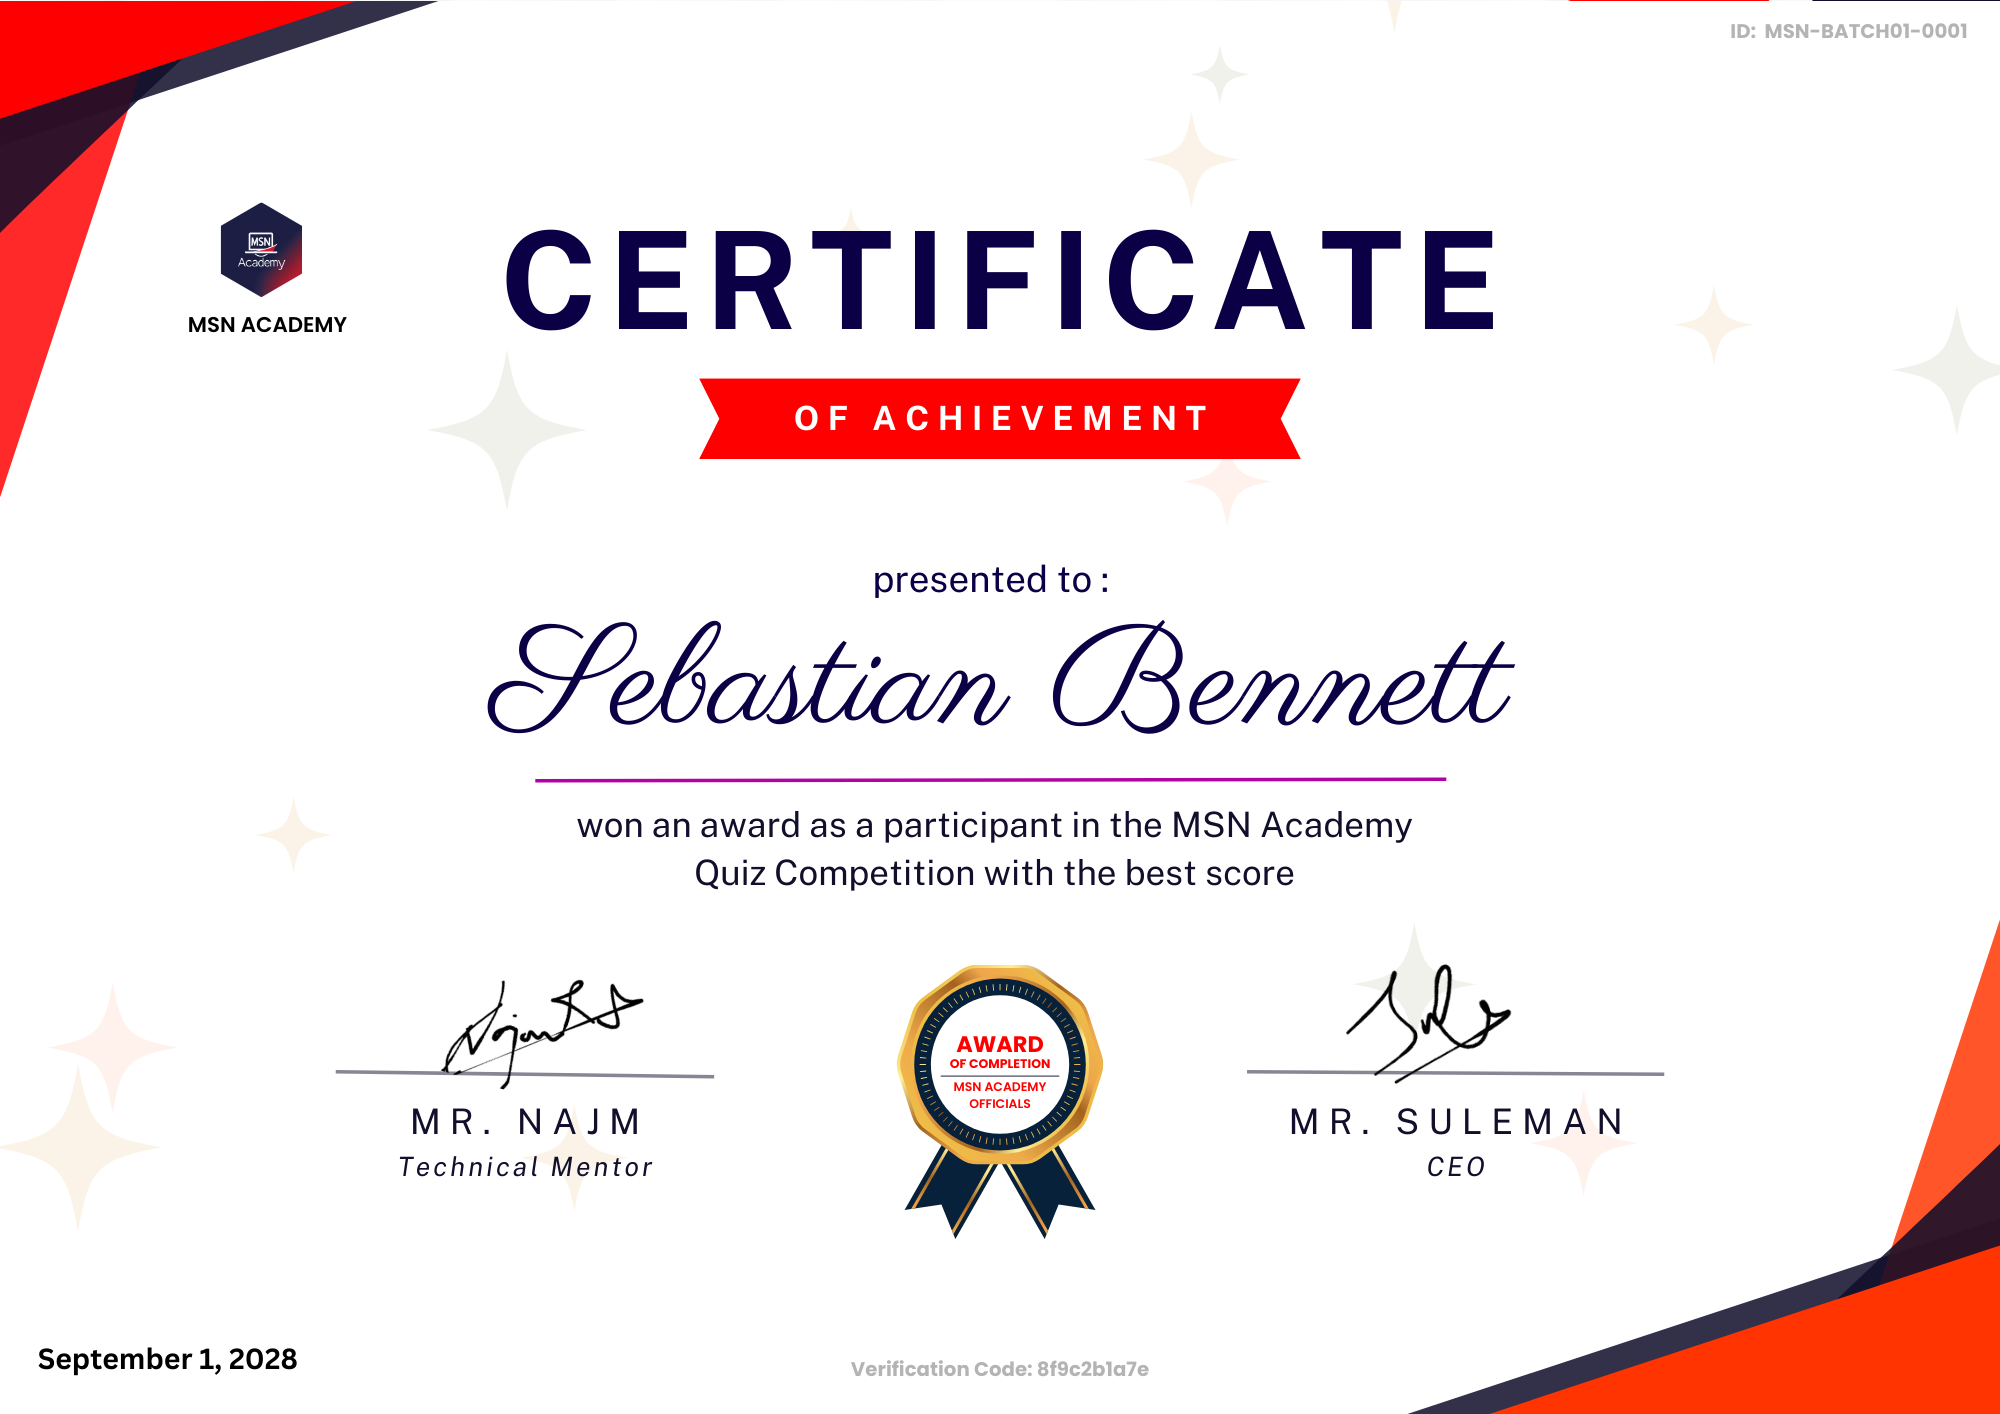 ID: MSN-BATCH01-0001
MSN
Academy
MSN ACADEMY
CERTIFICATE
OF ACHIEVEMENT
presented to :
Sebastian Bennett
won an award as a participant in the MSN Academy
Quiz Competition with the best score
AWARD
OF COMPLETION
MSN ACADEMY
OFFICIALS
MR. NAJM
Technical Mentor
MR. SULEMAN
CEO
September 1, 2028
Verification Code: 8f9c2b1a7e